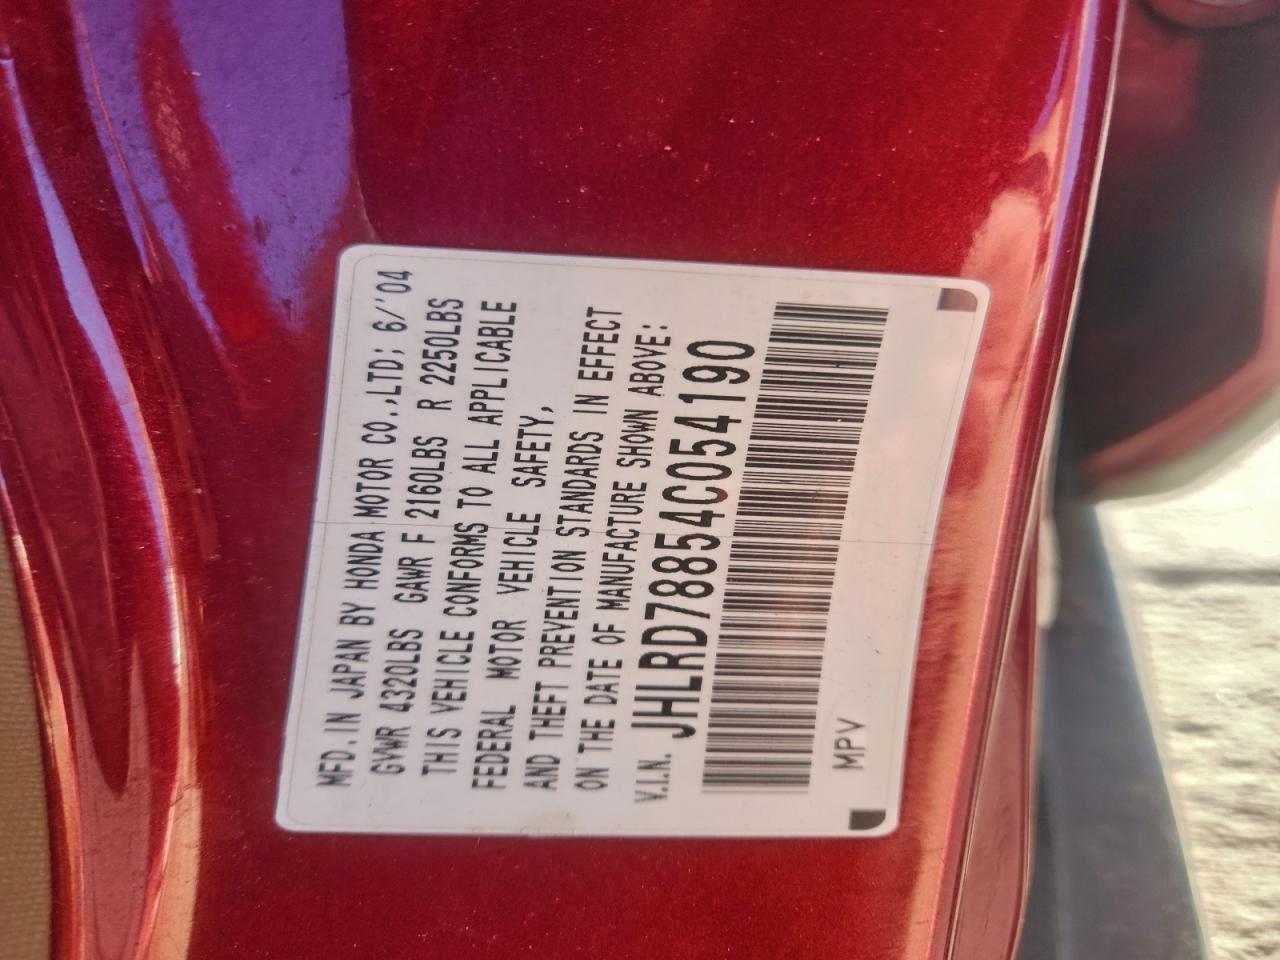 MFD. IN JAPAN BY HONDA MOTOR CO.,LTD; 6/'04
GVWR 4320LBS GAWR F 2160LBS R 2250LBS
THIS VEHICLE CONFORMS TO ALL APPLICABLE
FEDERAL MOTOR VEHICLE SAFETY,
AND THEFT PREVENTION STANDARDS IN EFFECT
ON THE DATE OF MANUFACTURE SHOWN ABOVE:
V.I.N. JHLRD78854C054190
MPV